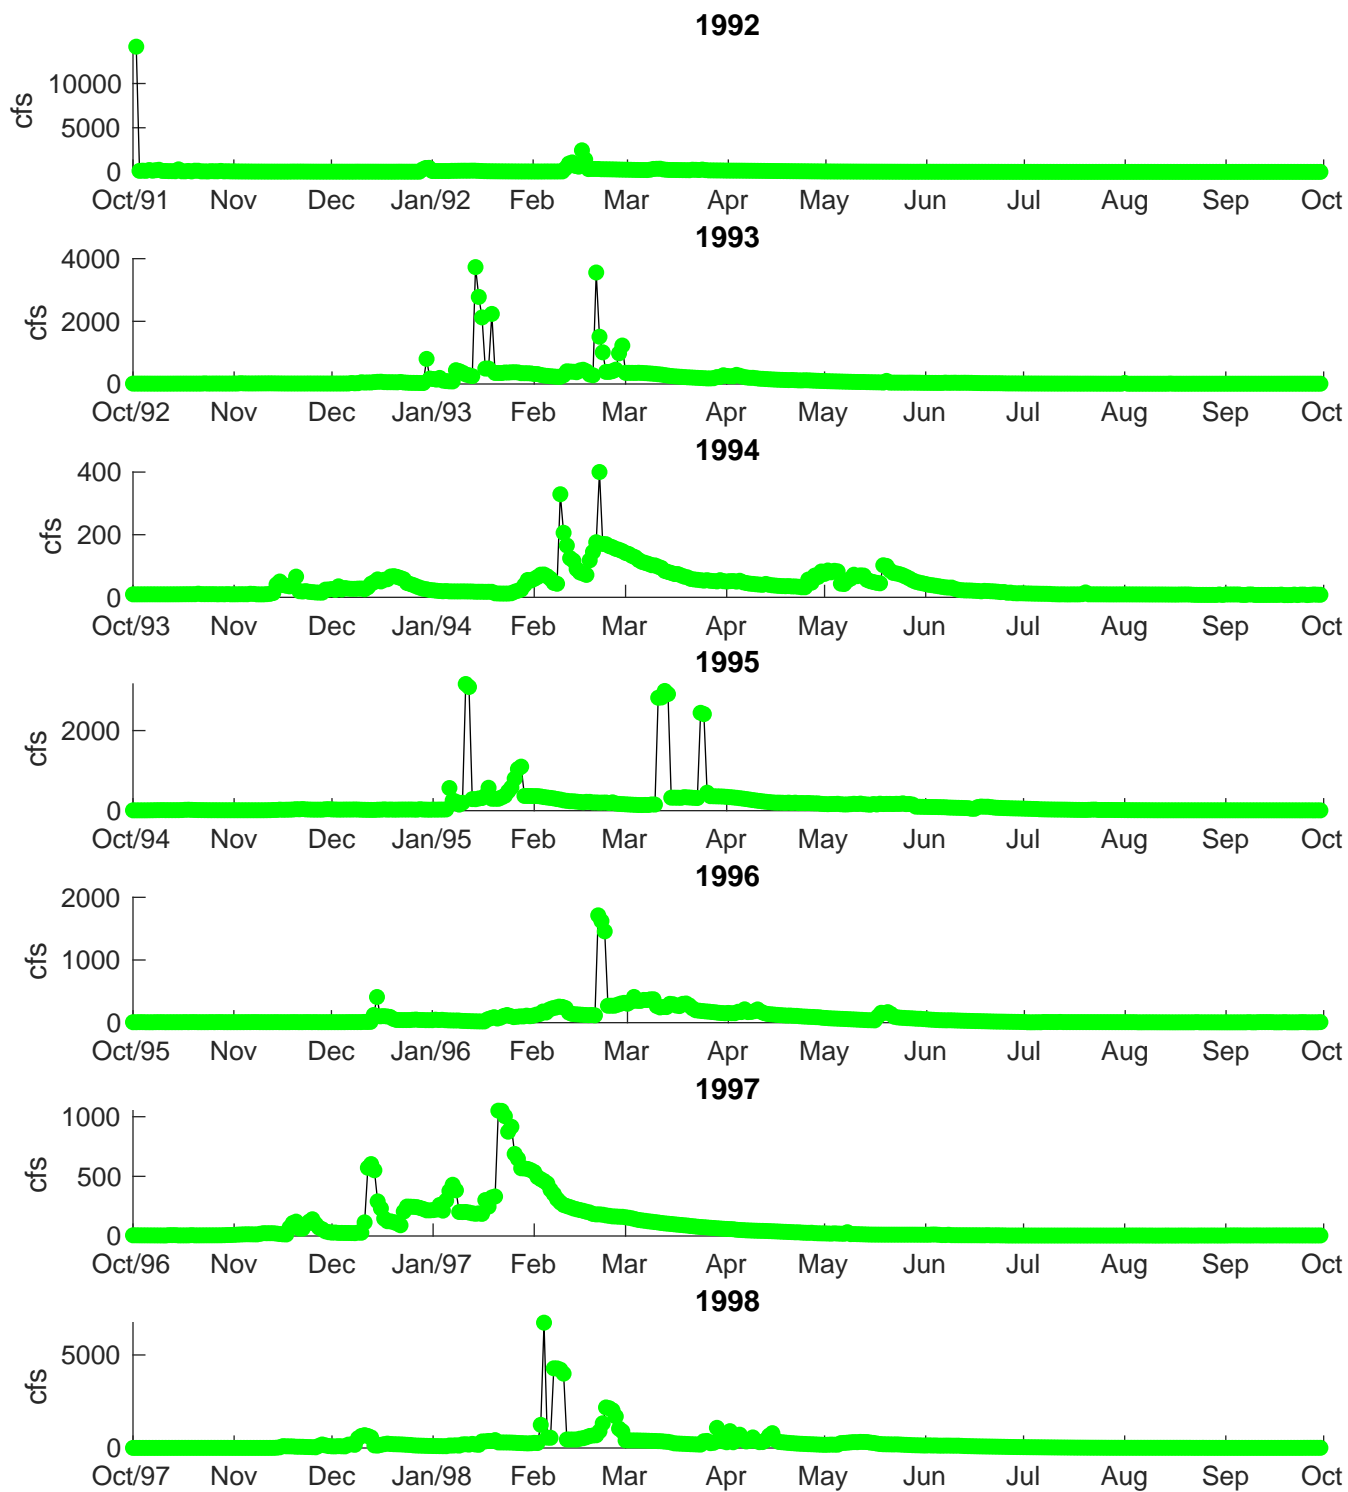 1992
cfs
10000
5000
0
Oct/91 Nov Dec Jan/92 Feb Mar Apr May Jun Jul Aug Sep Oct
1993
cfs
4000
2000
0
Oct/92 Nov Dec Jan/93 Feb Mar Apr May Jun Jul Aug Sep Oct
1994
cfs
400
200
0
Oct/93 Nov Dec Jan/94 Feb Mar Apr May Jun Jul Aug Sep Oct
1995
cfs
2000
0
Oct/94 Nov Dec Jan/95 Feb Mar Apr May Jun Jul Aug Sep Oct
1996
cfs
2000
1000
0
Oct/95 Nov Dec Jan/96 Feb Mar Apr May Jun Jul Aug Sep Oct
1997
cfs
1000
500
0
Oct/96 Nov Dec Jan/97 Feb Mar Apr May Jun Jul Aug Sep Oct
1998
cfs
5000
0
Oct/97 Nov Dec Jan/98 Feb Mar Apr May Jun Jul Aug Sep Oct